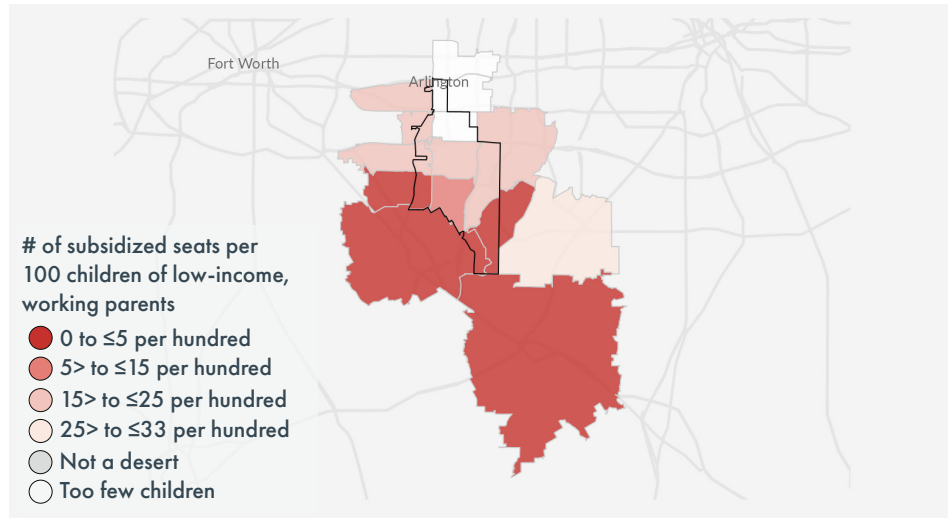 Fort Worth
Arlington
# of subsidized seats per
100 children of low-income,
working parents
0 to ≤5 per hundred
5> to ≤15 per hundred
15> to ≤25 per hundred
25> to ≤33 per hundred
Not a desert
Too few children